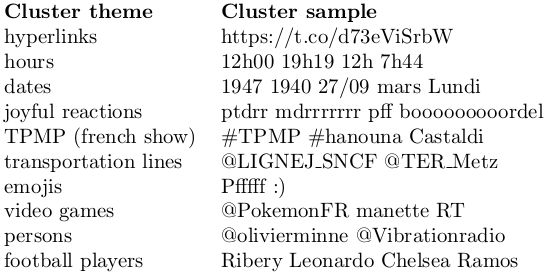 Cluster theme Cluster sample
hyperlinks https://t.co/d73eViSrbW
hours 12h00 19h19 12h 7h44
dates 1947 1940 27/09 mars Lundi
joyful reactions ptdrr mdrrrrrrr pff booooooooordel
TPMP (french show) #TPMP #hanouna Castaldi
transportation lines @LIGNEJ_SNCF @TER_Metz
emojis Pfffff :)
video games @PokemonFR manette RT
persons @olivierminne @Vibrationradio
football players Ribery Leonardo Chelsea Ramos